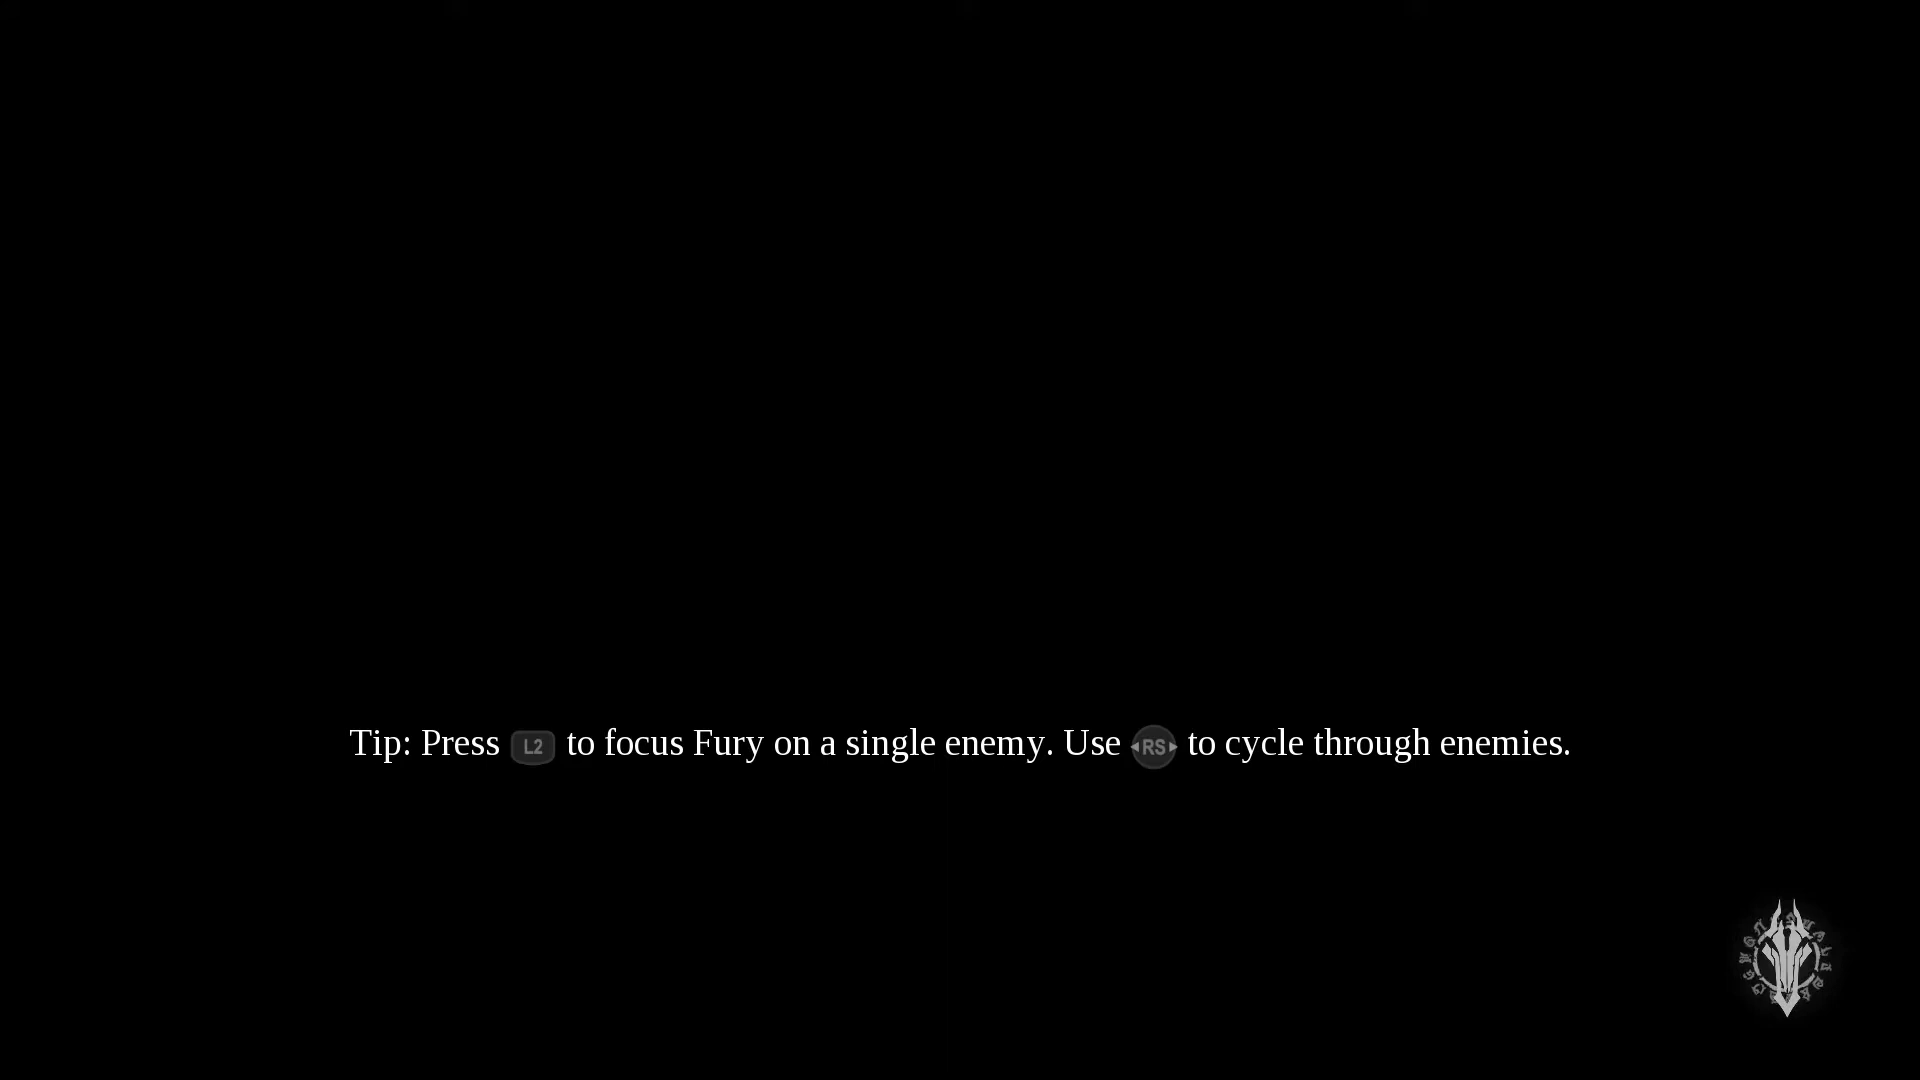 Tip: Press L2 to focus Fury on a single enemy. Use RS to cycle through enemies.